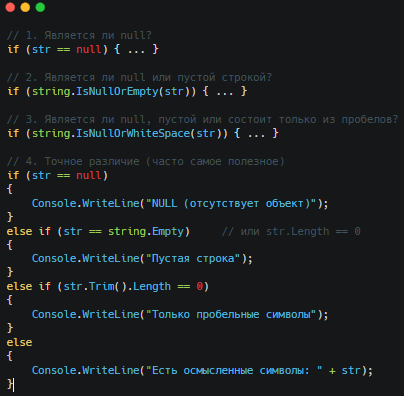 // 1. Является ли null?
if (str == null) { ... }
// 2. Является ли null или пустой строкой?
if (string.IsNullOrEmpty(str)) { ... }
// 3. Является ли null, пустой или состоит только из пробелов?
if (string.IsNullOrWhiteSpace(str)) { ... }
// 4. Точное различие (часто самое полезное)
if (str == null)
{
    Console.WriteLine("NULL (отсутствует объект)");
}
else if (str == string.Empty)     // или str.Length == 0
{
    Console.WriteLine("Пустая строка");
}
else if (str.Trim().Length == 0)
{
    Console.WriteLine("Только пробельные символы");
}
else
{
    Console.WriteLine("Есть осмысленные символы: " + str);
}